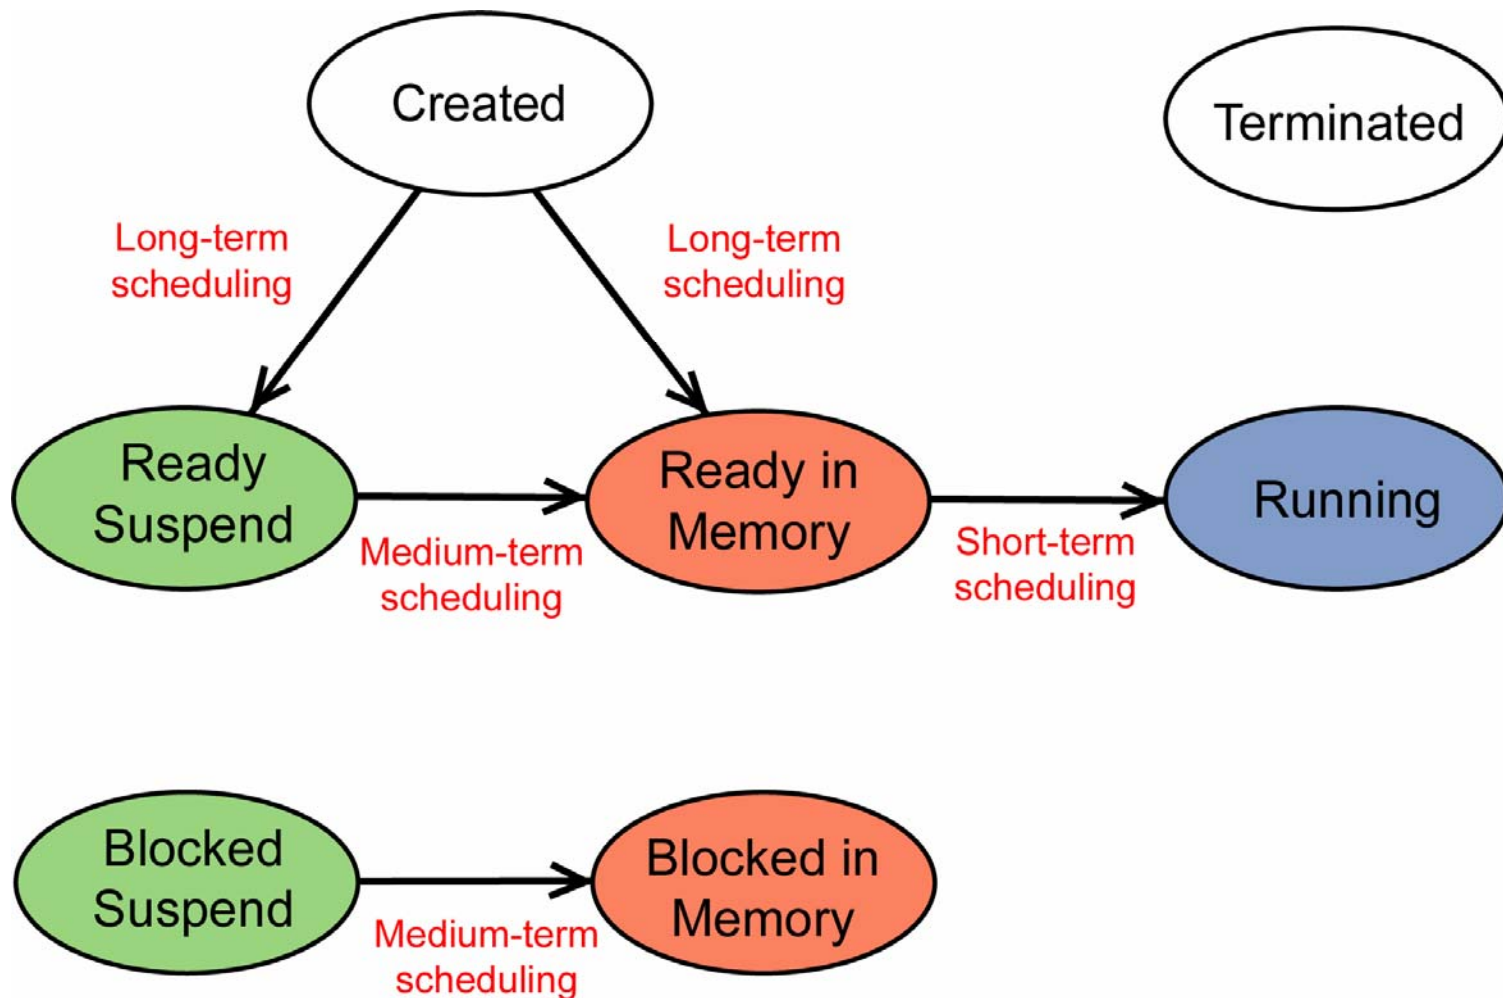 Created
Terminated
Long-term
scheduling
Long-term
scheduling
Ready
Suspend
Medium-term
scheduling
Ready in
Memory
Short-term
scheduling
Running
Blocked
Suspend
Medium-term
scheduling
Blocked in
Memory